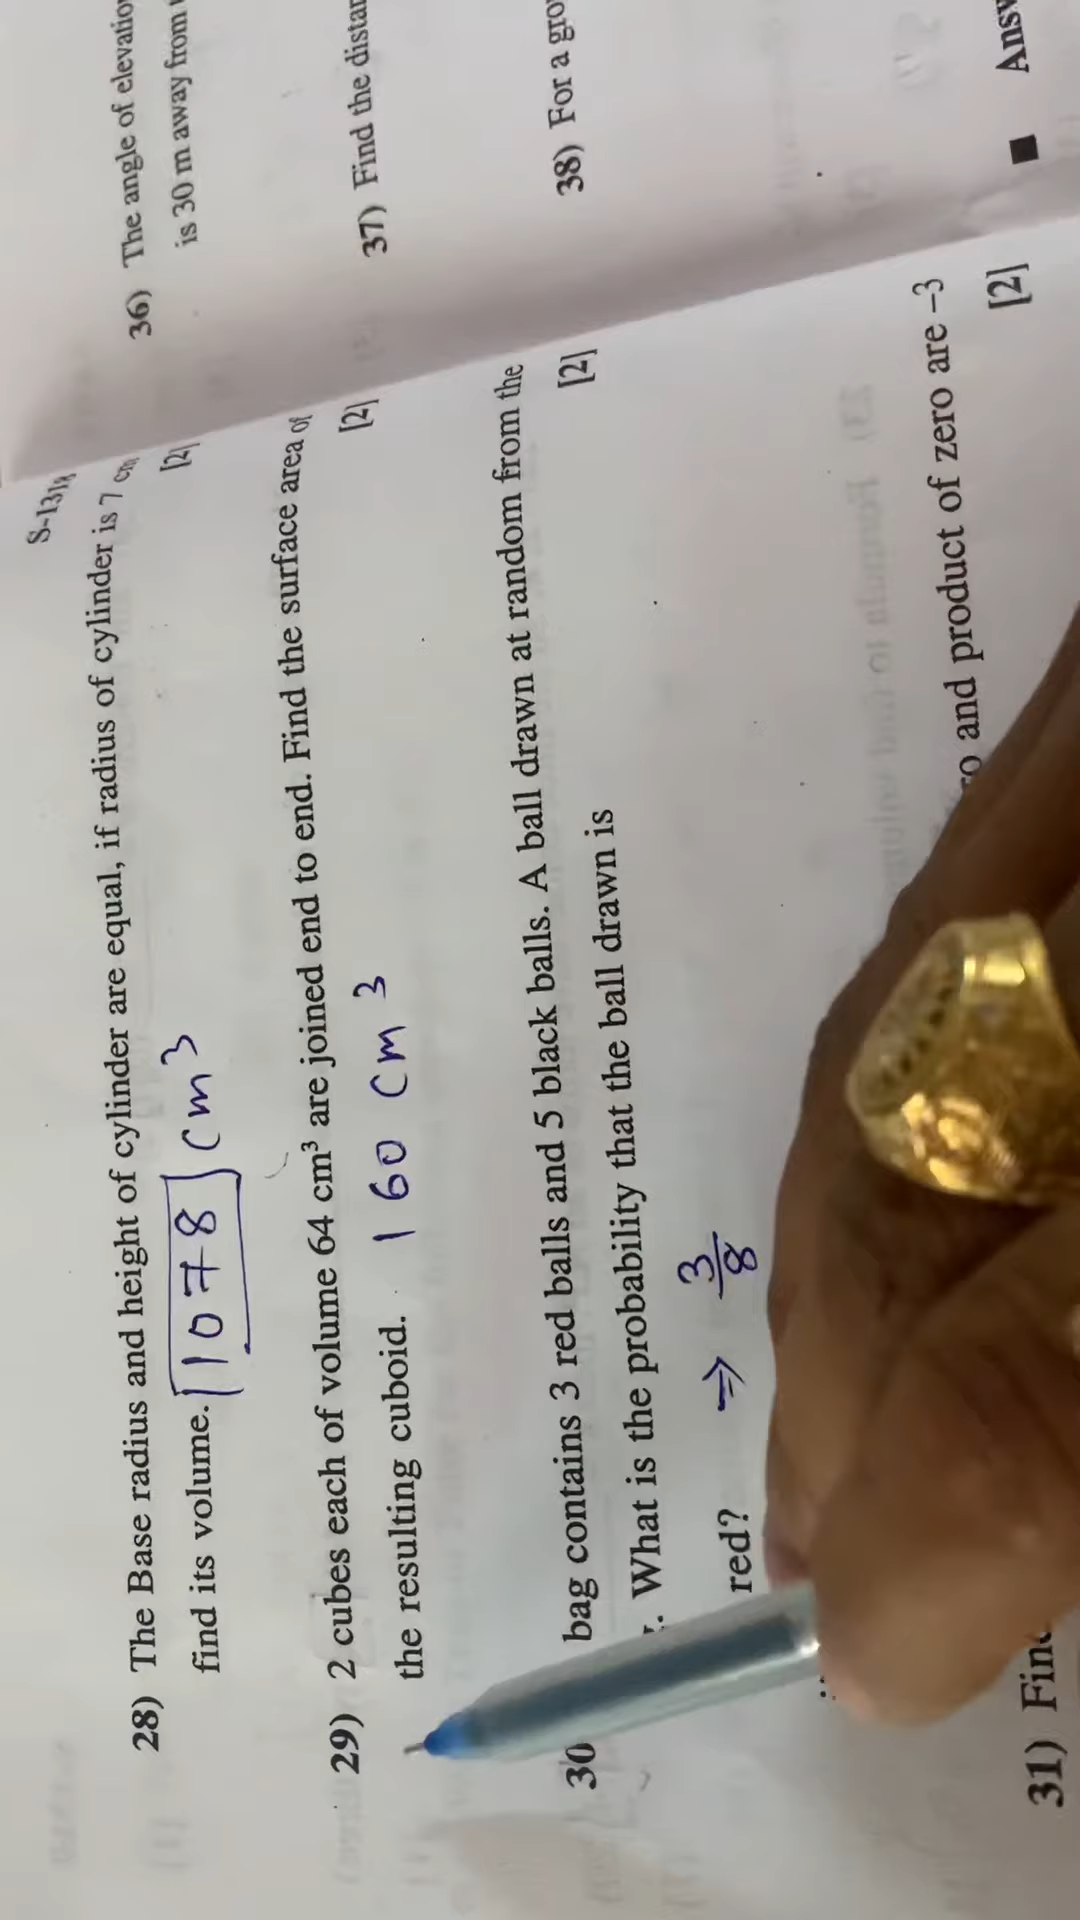 S-1318
28) The Base radius and height of cylinder are equal, if radius of cylinder is 7 cm
find its volume. 1078 cm³ [2]
29) 2 cubes each of volume 64 cm³ are joined end to end. Find the surface area of
the resulting cuboid. 160 cm³ [2]
30 bag contains 3 red balls and 5 black balls. A ball drawn at random from the
. What is the probability that the ball drawn is [2]
red? ⇒ 3/8
31) Find
and product of zero are -3
[2]
36) The angle of elevation
is 30 m away from
37) Find the distan
38) For a gro
■ Answ